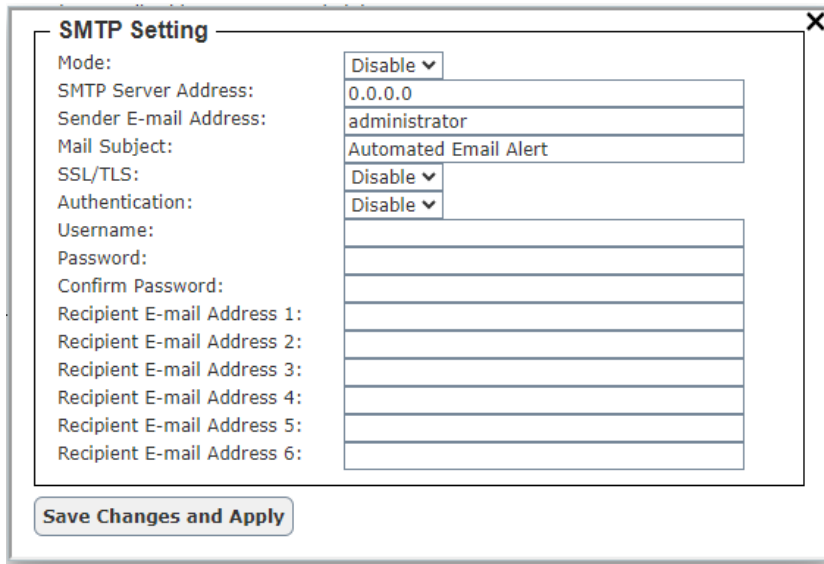 SMTP Setting
Mode: Disable
SMTP Server Address: 0.0.0.0
Sender E-mail Address: administrator
Mail Subject: Automated Email Alert
SSL/TLS: Disable
Authentication: Disable
Username:
Password:
Confirm Password:
Recipient E-mail Address 1:
Recipient E-mail Address 2:
Recipient E-mail Address 3:
Recipient E-mail Address 4:
Recipient E-mail Address 5:
Recipient E-mail Address 6:
Save Changes and Apply